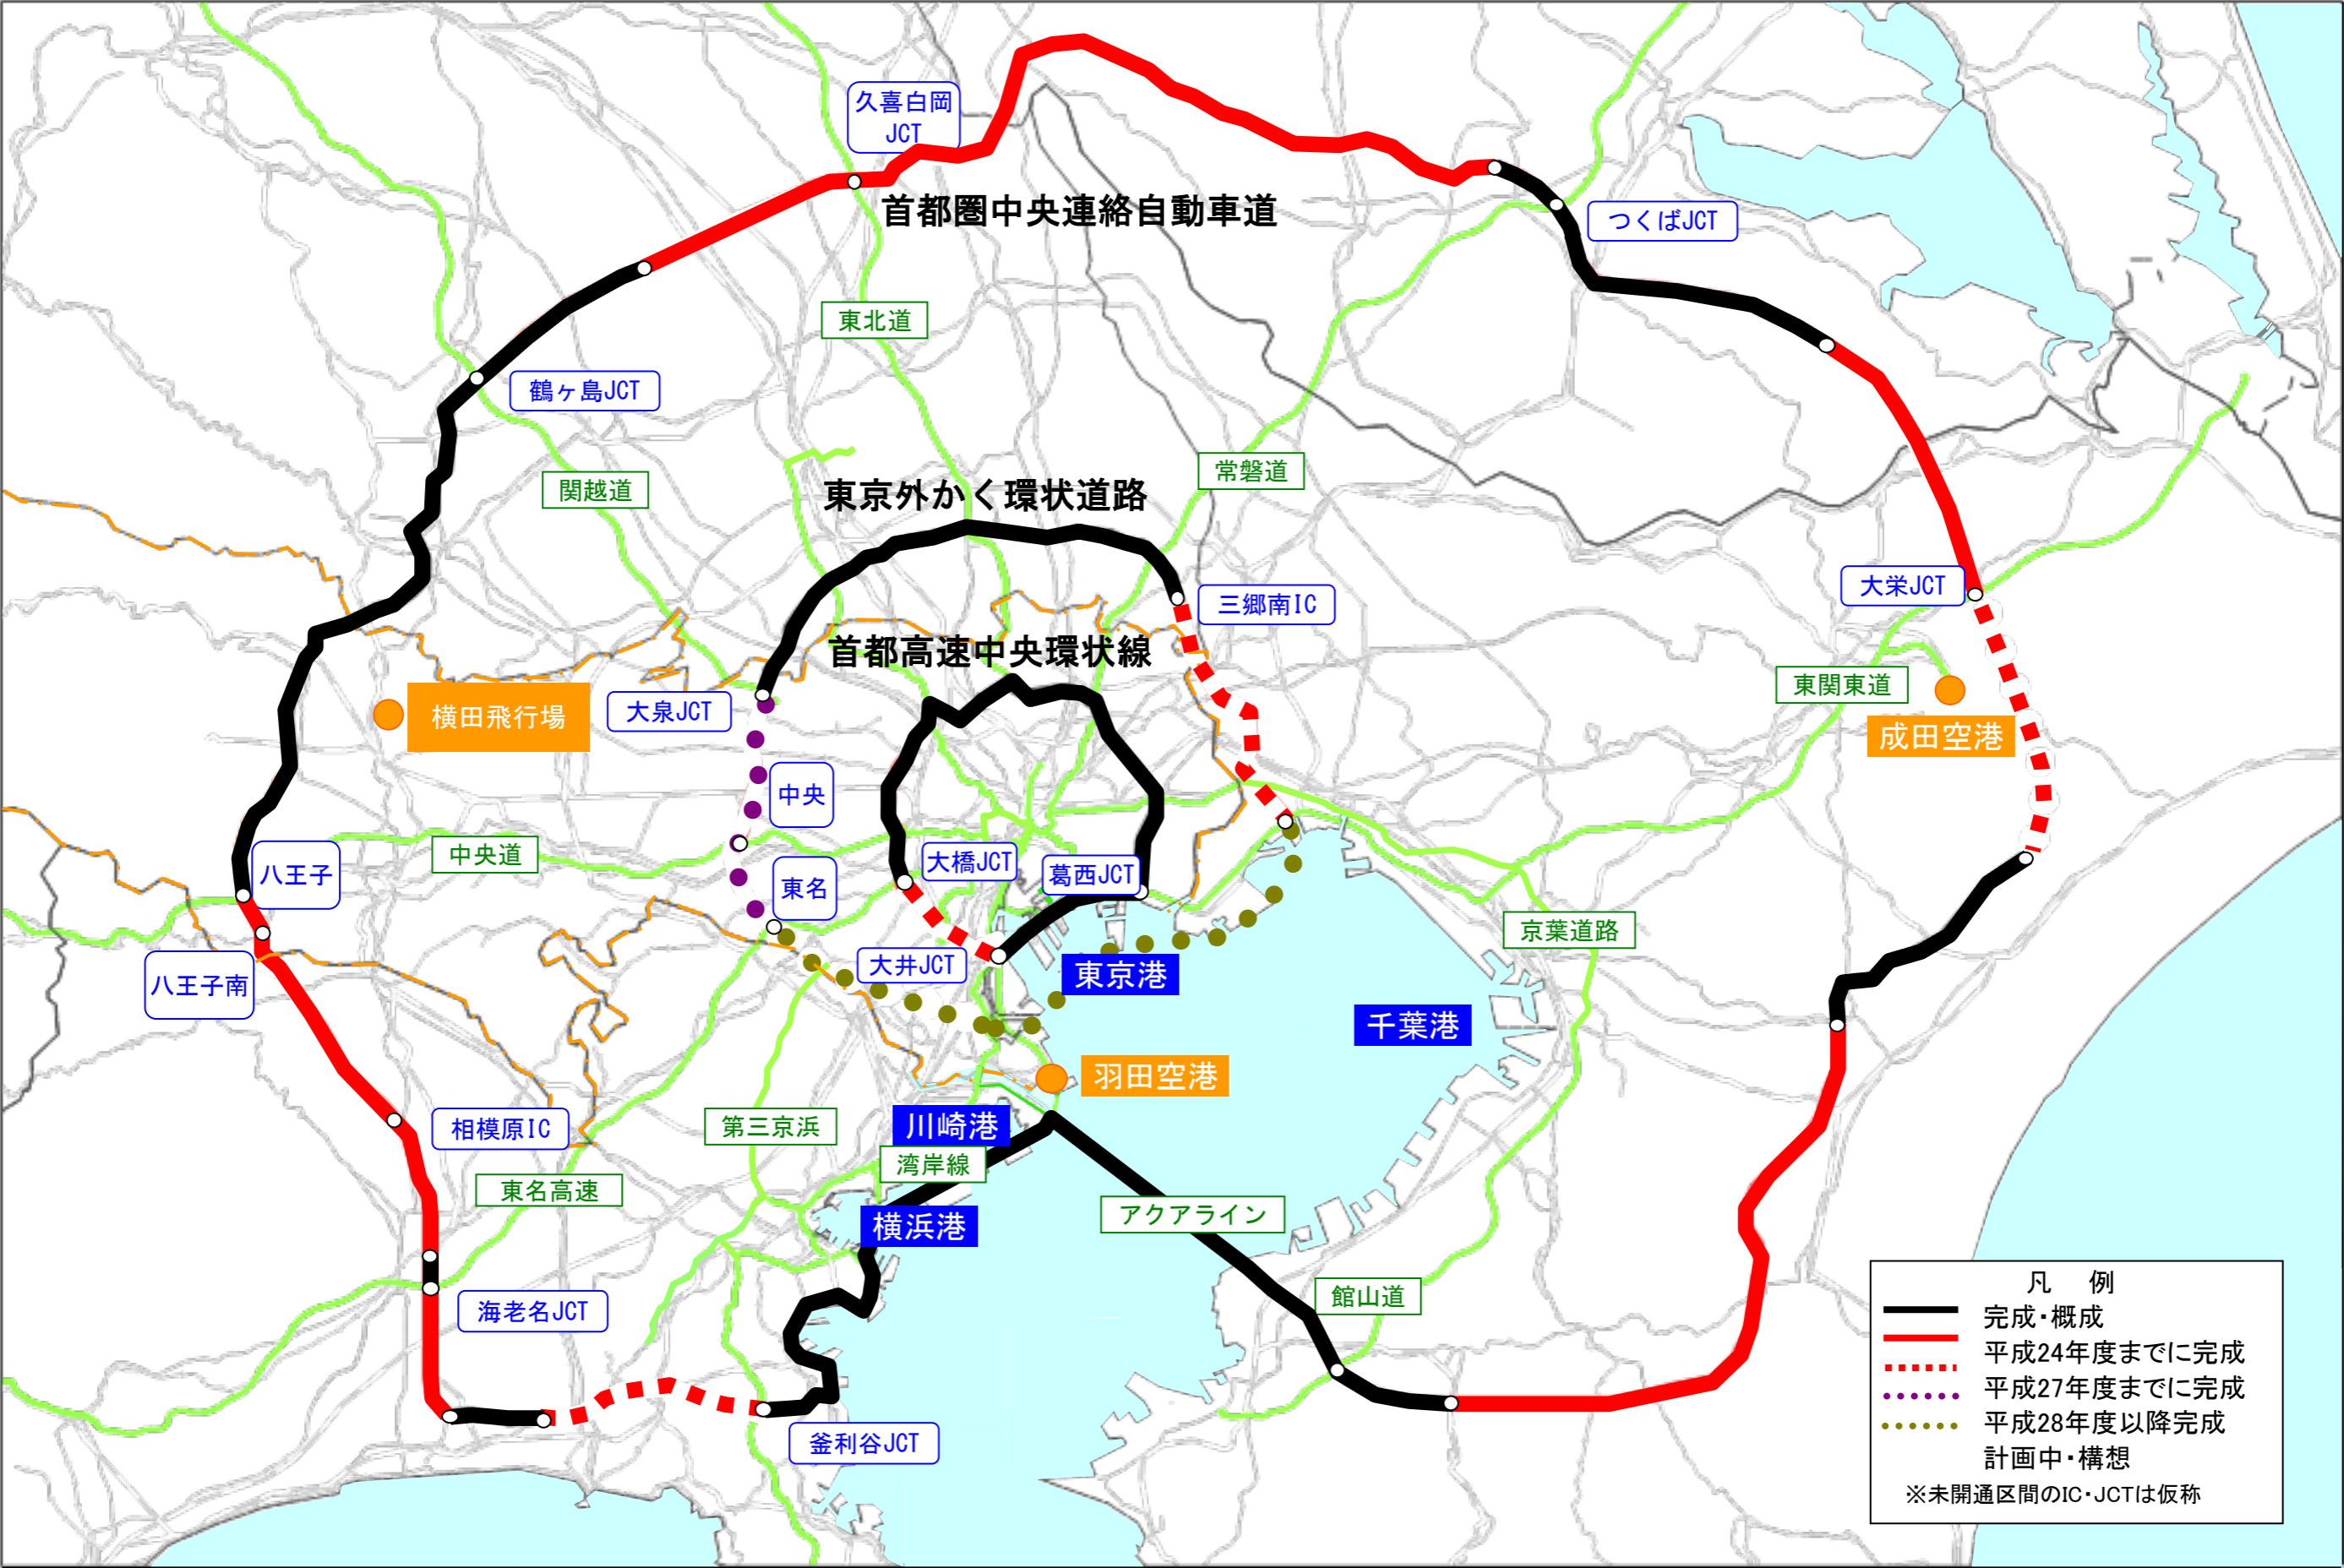 久喜白岡
JCT
首都圏中央連絡自動車道
つくばJCT
東北道
鶴ヶ島JCT
常磐道
関越道
東京外かく環状道路
大栄JCT
三郷南IC
首都高速中央環状線
東関東道
横田飛行場
大泉JCT
成田空港
中央
中央道
大橋JCT
葛西JCT
八王子
東名
京葉道路
大井JCT
東京港
八王子南
千葉港
羽田空港
相模原IC
第三京浜
川崎港
湾岸線
東名高速
アクアライン
横浜港
館山道
海老名JCT
釜利谷JCT
凡　例
完成・概成
平成24年度までに完成
平成27年度までに完成
平成28年度以降完成
計画中・構想
※未開通区間のIC・JCTは仮称